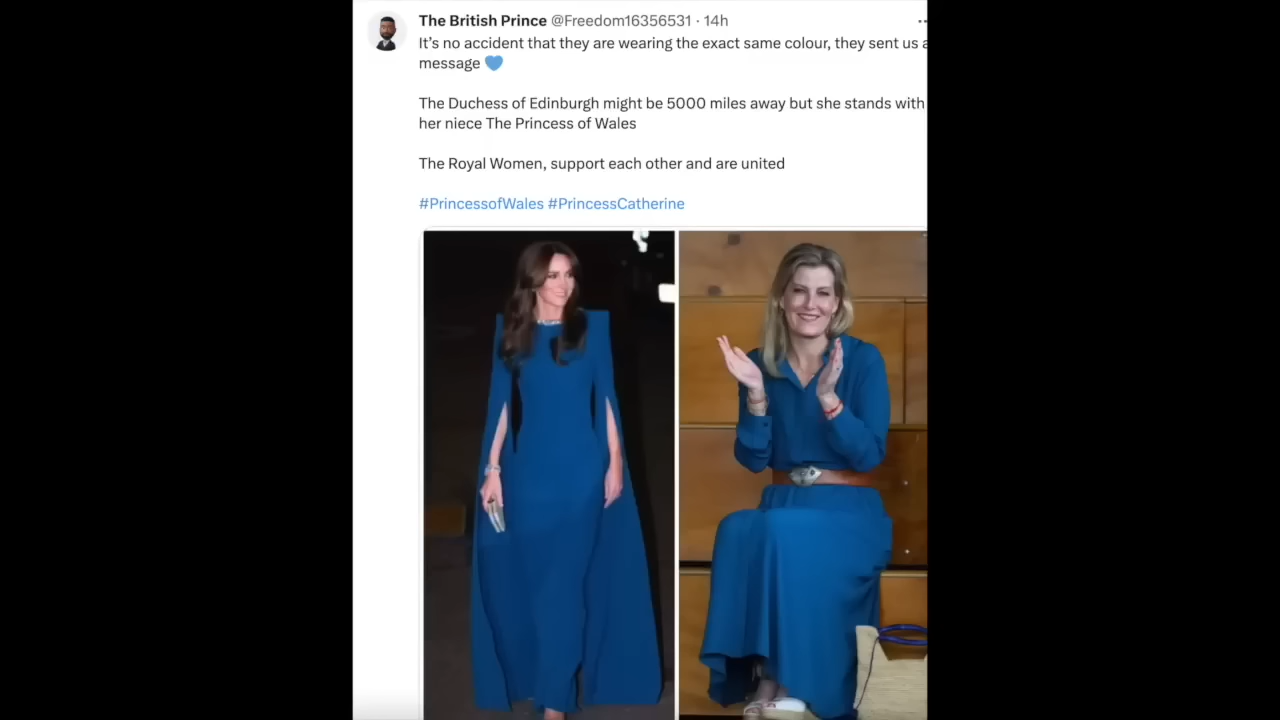 The British Prince @Freedom16356531 · 14h
It's no accident that they are wearing the exact same colour, they sent us a
message 💙
The Duchess of Edinburgh might be 5000 miles away but she stands with
her niece The Princess of Wales
The Royal Women, support each other and are united
#PrincessofWales #PrincessCatherine